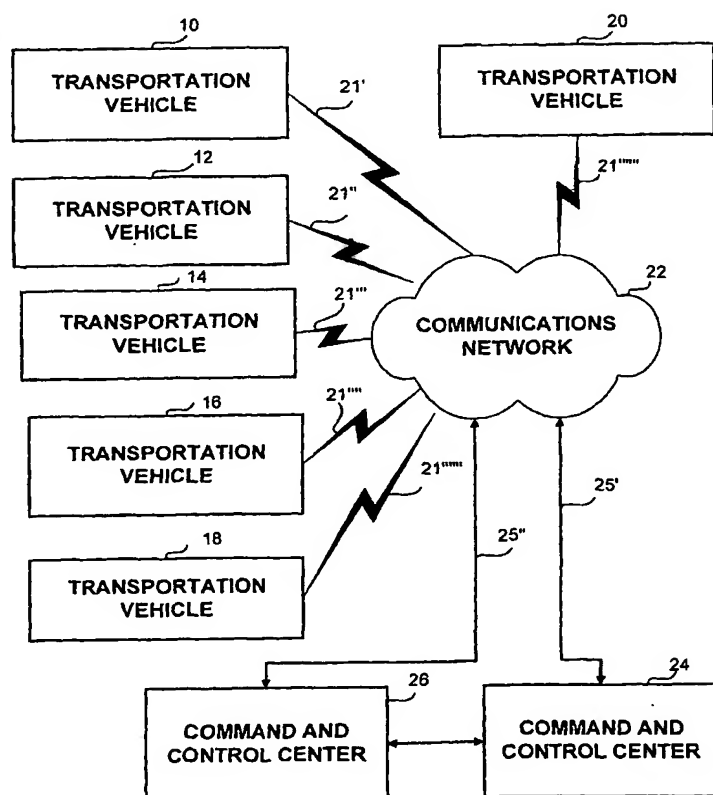 10
TRANSPORTATION
VEHICLE
21'
20
TRANSPORTATION
VEHICLE
21"""
12
TRANSPORTATION
VEHICLE
21"
14
TRANSPORTATION
VEHICLE
21'"
22
COMMUNICATIONS
NETWORK
16
TRANSPORTATION
VEHICLE
21""
21""'
18
TRANSPORTATION
VEHICLE
25"
25'
26
COMMAND AND
CONTROL CENTER
24
COMMAND AND
CONTROL CENTER